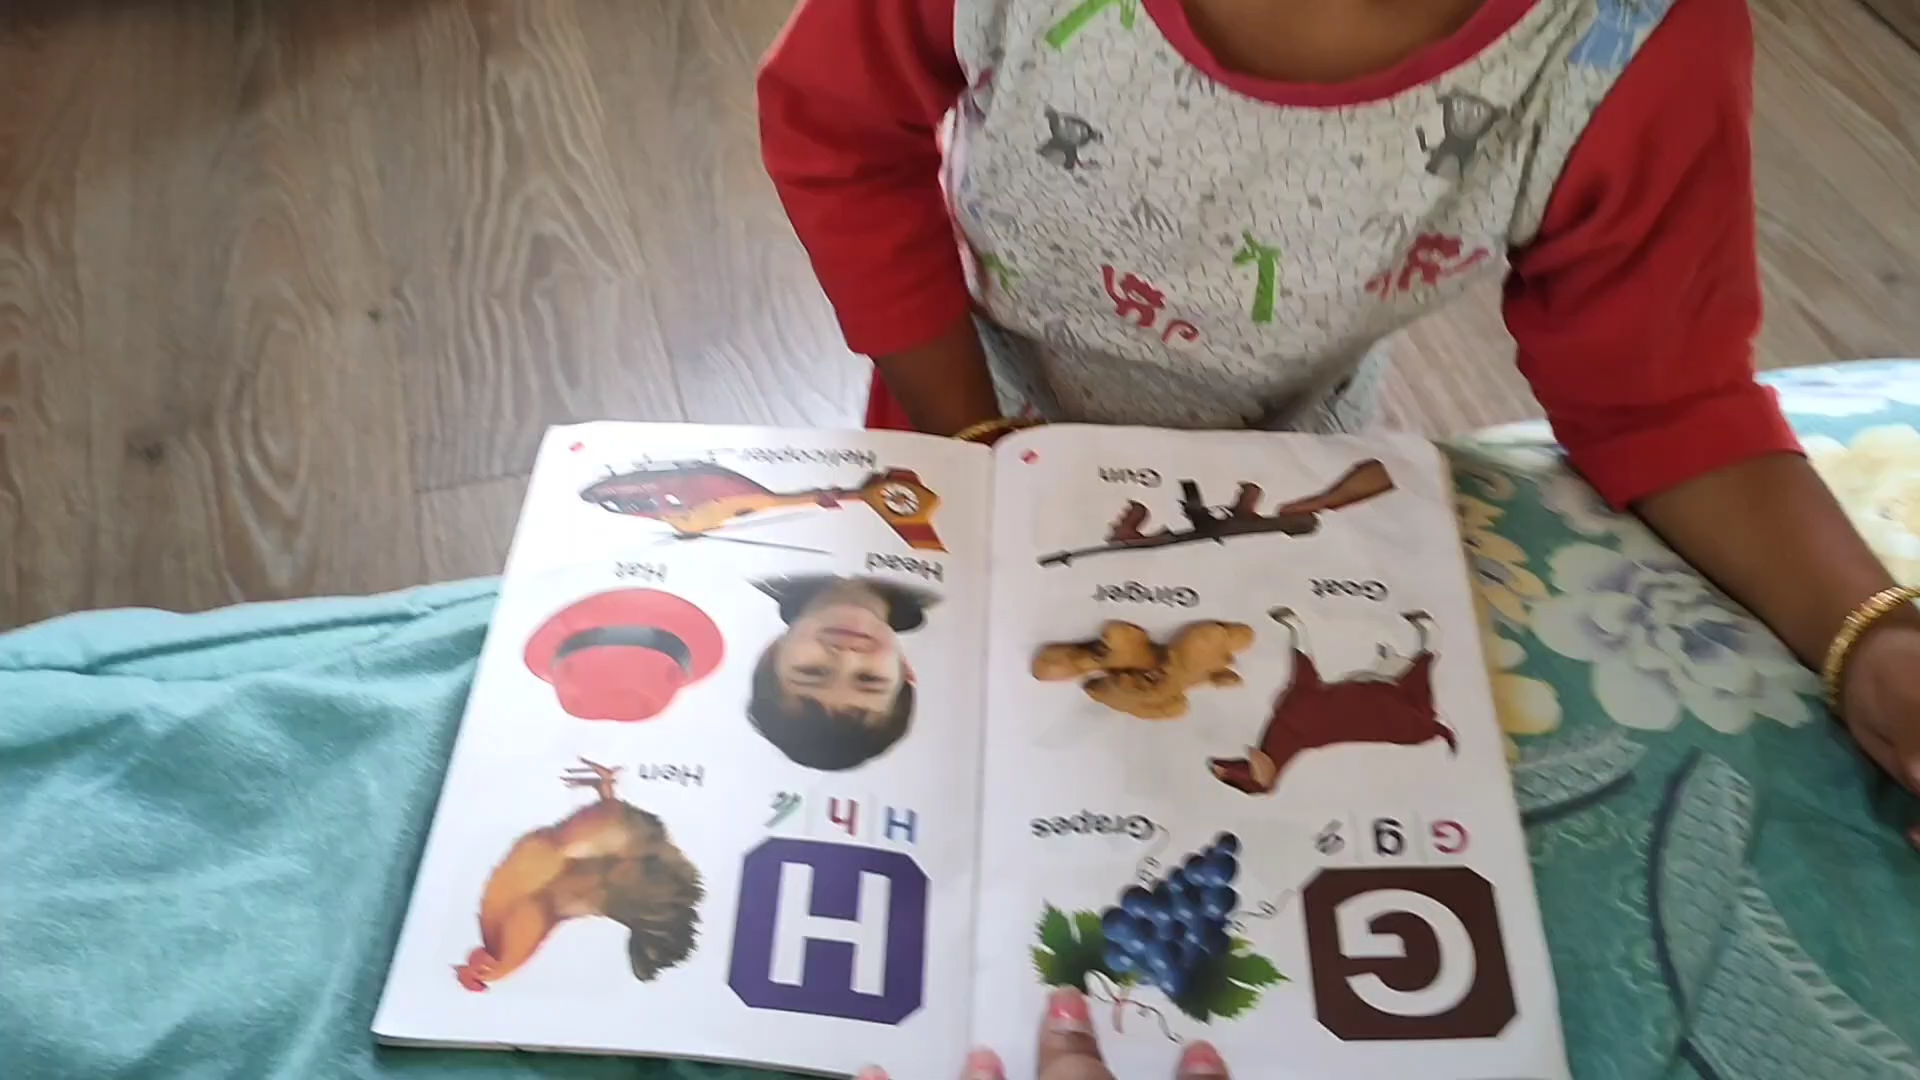 G
G g g
Grapes
Goat
Ginger
Gun
H
H h h
Hen
Head
Hat
Helicopter